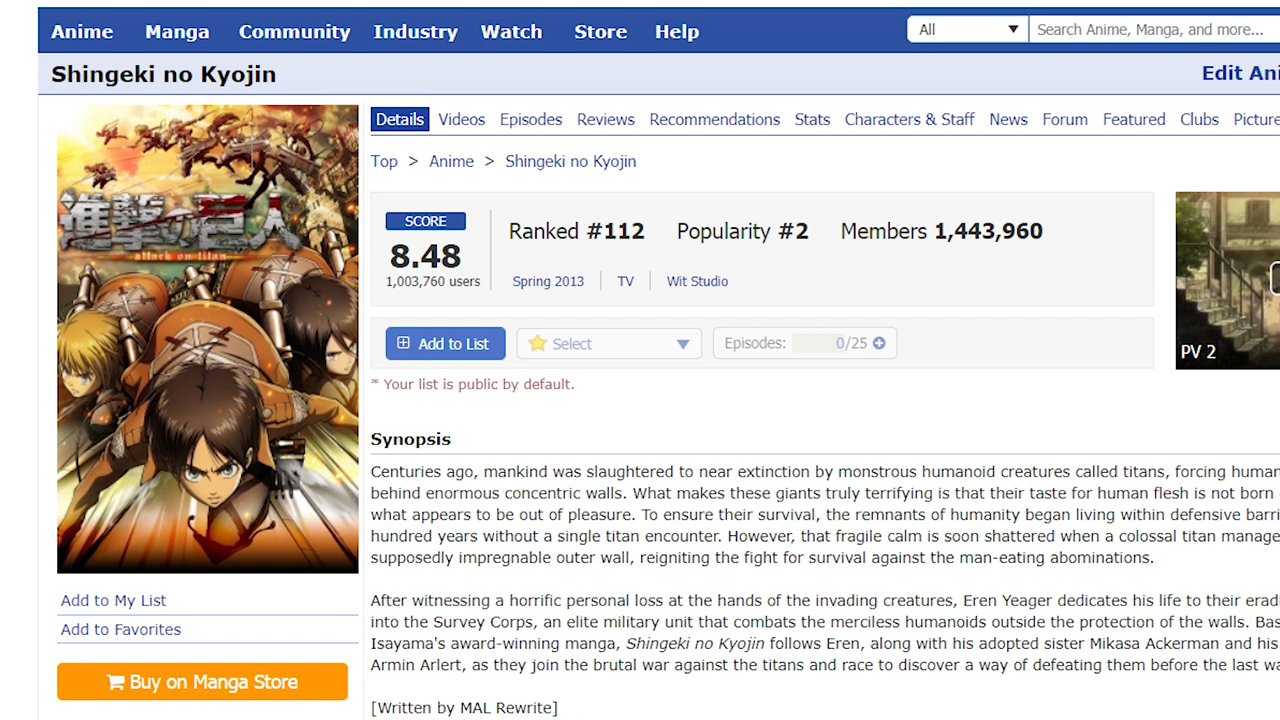 Anime Manga Community Industry Watch Store Help All Search Anime, Manga, and more...
Shingeki no Kyojin Edit Ani
進撃の巨人
attack on titan
Details Videos Episodes Reviews Recommendations Stats Characters & Staff News Forum Featured Clubs Picture
Top > Anime > Shingeki no Kyojin
SCORE
8.48
1,003,760 users
Ranked #112 Popularity #2 Members 1,443,960
Spring 2013 TV Wit Studio
PV 2
Add to List Select Episodes: 0/25
* Your list is public by default.
Synopsis
Centuries ago, mankind was slaughtered to near extinction by monstrous humanoid creatures called titans, forcing human
behind enormous concentric walls. What makes these giants truly terrifying is that their taste for human flesh is not born
what appears to be out of pleasure. To ensure their survival, the remnants of humanity began living within defensive barri
hundred years without a single titan encounter. However, that fragile calm is soon shattered when a colossal titan manage
supposedly impregnable outer wall, reigniting the fight for survival against the man-eating abominations.
After witnessing a horrific personal loss at the hands of the invading creatures, Eren Yeager dedicates his life to their eradi
into the Survey Corps, an elite military unit that combats the merciless humanoids outside the protection of the walls. Bas
Isayama's award-winning manga, Shingeki no Kyojin follows Eren, along with his adopted sister Mikasa Ackerman and his
Armin Arlert, as they join the brutal war against the titans and race to discover a way of defeating them before the last wa
[Written by MAL Rewrite]
Add to My List
Add to Favorites
Buy on Manga Store